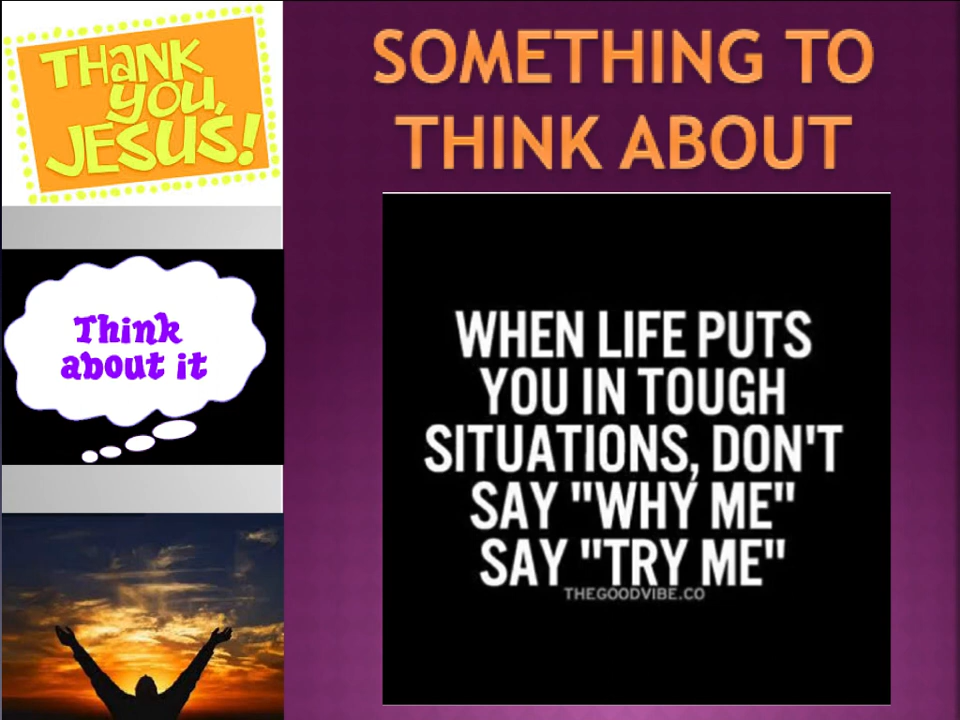 THANK
YOU,
JESUS!
Think
about it
SOMETHING TO
THINK ABOUT
WHEN LIFE PUTS
YOU IN TOUGH
SITUATIONS, DON'T
SAY "WHY ME"
SAY "TRY ME"
THEGOODVIBE.CO